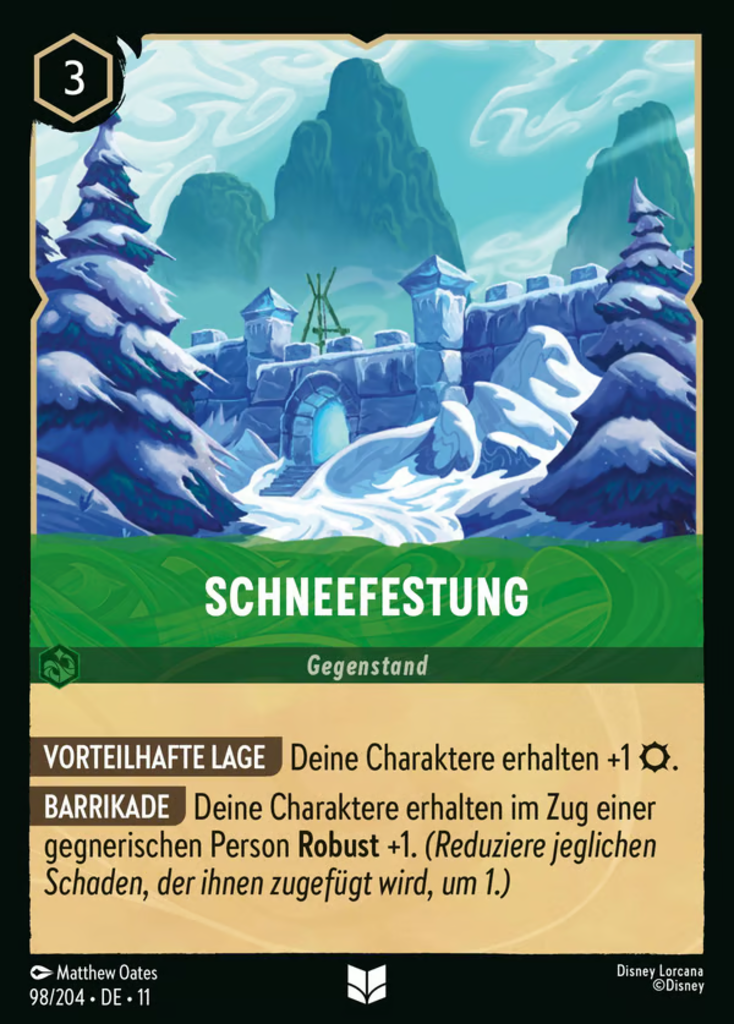 3
SCHNEEFESTUNG
Gegenstand
VORTEILHAFTE LAGE Deine Charaktere erhalten +1 .
BARRIKADE Deine Charaktere erhalten im Zug einer
gegnerischen Person Robust +1. (Reduziere jeglichen
Schaden, der ihnen zugefügt wird, um 1.)
Matthew Oates
98/204 • DE • 11
Disney Lorcana
©Disney